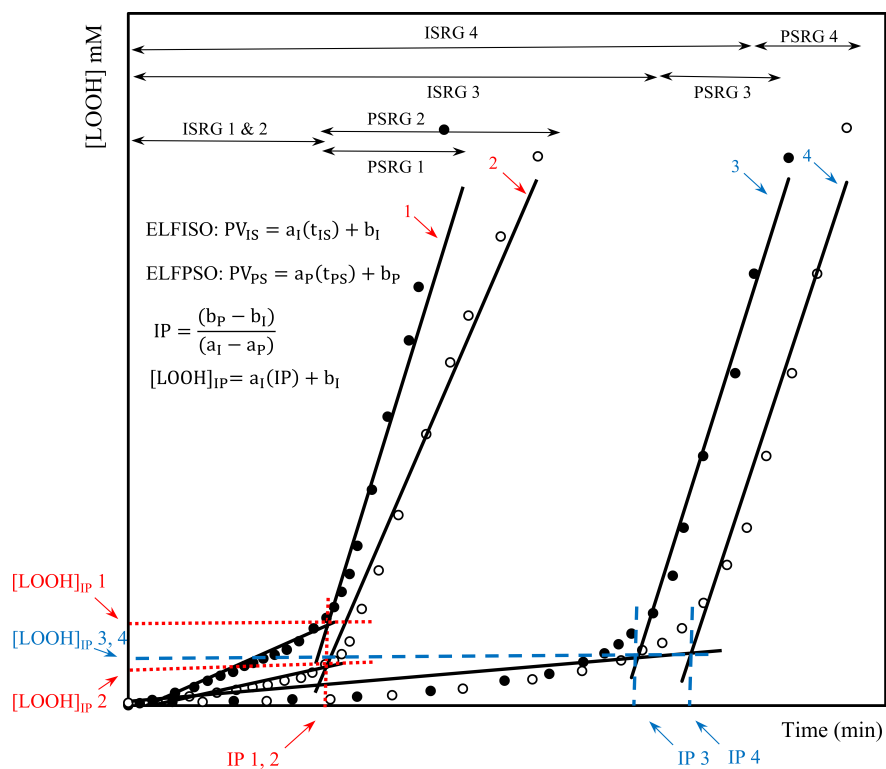 [LOOH] mM
ISRG 4
PSRG 4
ISRG 3
PSRG 3
PSRG 2
ISRG 1 & 2
PSRG 1
1
2
3
4
ELFISO: PV_IS = a_I(t_IS) + b_I
ELFPSO: PV_PS = a_P(t_PS) + b_P
IP = (b_P − b_I) / (a_I − a_P)
[LOOH]_IP = a_I(IP) + b_I
[LOOH]_IP 1
[LOOH]_IP 3, 4
[LOOH]_IP 2
Time (min)
IP 1, 2
IP 3
IP 4